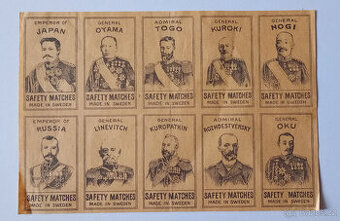 EMPEROR OF
JAPAN
SAFETY MATCHES
MADE IN SWEDEN
GENERAL
OYAMA
SAFETY MATCHES
MADE IN SWEDEN
ADMIRAL
TOGO
SAFETY MATCHES
MADE IN SWEDEN
GENERAL
KUROKI
SAFETY MATCHES
MADE IN SWEDEN
GENERAL
NOGI
SAFETY MATCHES
MADE IN SWEDEN
EMPEROR OF
RUSSIA
SAFETY MATCHES
MADE IN SWEDEN
GENERAL
LINEVITCH
SAFETY MATCHES
MADE IN SWEDEN
GENERAL
KUROPATKIN
SAFETY MATCHES
MADE IN SWEDEN
ADMIRAL
ROSHDESTVENSKY
SAFETY MATCHES
MADE IN SWEDEN
GENERAL
OKU
SAFETY MATCHES
MADE IN SWEDEN